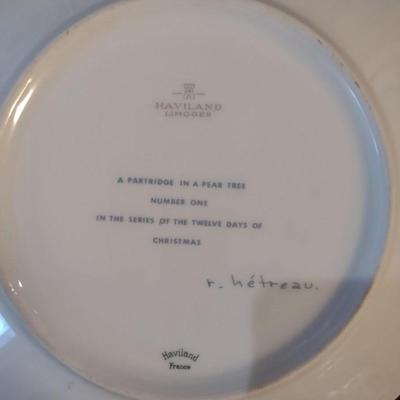 HAVILAND
LIMOGES
A PARTRIDGE IN A PEAR TREE
NUMBER ONE
IN THE SERIES OF THE TWELVE DAYS OF
CHRISTMAS
r. hétreau.
Haviland
France